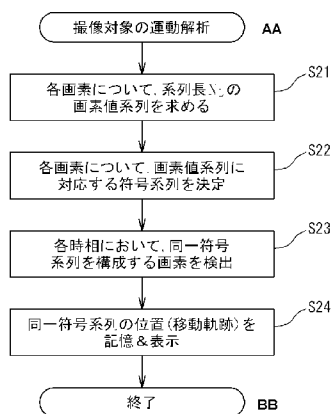 撮像対象の運動解析
AA
S21
各画素について、系列長Ncの
画素値系列を求める
S22
各画素について、画素値系列に
対応する符号系列を決定
S23
各時相において、同一符号
系列を構成する画素を検出
S24
同一符号系列の位置(移動軌跡)を
記憶&表示
終了
BB